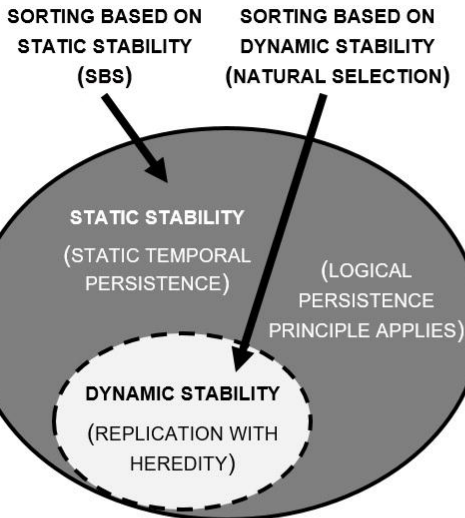 SORTING BASED ON
STATIC STABILITY
(SBS)
SORTING BASED ON
DYNAMIC STABILITY
(NATURAL SELECTION)
STATIC STABILITY
(STATIC TEMPORAL
PERSISTENCE)
(LOGICAL
PERSISTENCE
PRINCIPLE APPLIES)
DYNAMIC STABILITY
(REPLICATION WITH
HEREDITY)